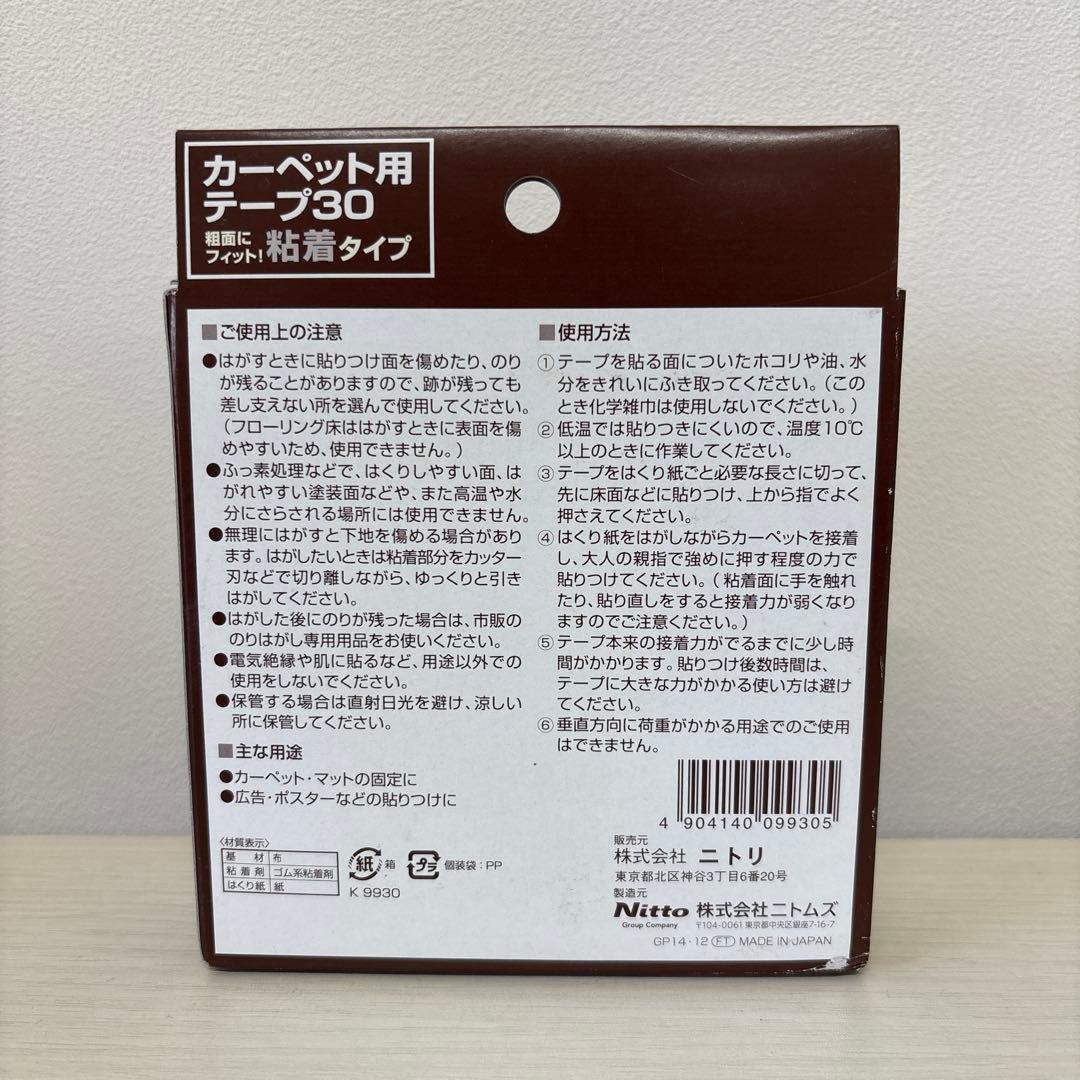 カーペット用
テープ30
粗面に
フィット!粘着タイプ
■ご使用上の注意
●はがすときに貼りつけ面を傷めたり、のり
が残ることがありますので、跡が残っても
差し支えない所を選んで使用してください。
(フローリング床ははがすときに表面を傷
めやすいため、使用できません。)
●ふっ素処理などで、はくりしやすい面、は
がれやすい塗装面などや、また高温や水
分にさらされる場所には使用できません。
●無理にはがすと下地を傷める場合があり
ます。はがしたいときは粘着部分をカッター
刃などで切り離しながら、ゆっくりと引き
はがしてください。
●はがした後にのりが残った場合は、市販の
のりはがし専用用品をお使いください。
●電気絶縁や肌に貼るなど、用途以外での
使用をしないでください。
●保管する場合は直射日光を避け、涼しい
所に保管してください。
■主な用途
●カーペット・マットの固定に
●広告・ポスターなどの貼りつけに
〈材質表示〉
基材 布
粘着剤 ゴム系粘着剤
はくり紙 紙
紙 箱
プラ 個装袋:PP
K 9930
■使用方法
①テープを貼る面についたホコリや油、水
分をきれいにふき取ってください。(この
とき化学雑巾は使用しないでください。)
②低温では貼りつきにくいので、温度10℃
以上のときに作業してください。
③テープをはくり紙ごと必要な長さに切って、
先に床面などに貼りつけ、上から指でよく
押さえてください。
④はくり紙をはがしながらカーペットを接着
し、大人の親指で強めに押す程度の力で
貼りつけてください。(粘着面に手を触れ
たり、貼り直しをすると接着力が弱くなり
ますのでご注意ください。)
⑤テープ本来の接着力がでるまでに少し時
間がかかります。貼りつけ後数時間は、
テープに大きな力がかかる使い方は避け
てください。
⑥垂直方向に荷重がかかる用途でのご使用
はできません。
4 904140 099305
販売元
株式会社 ニトリ
東京都北区神谷3丁目6番20号
製造元
Nitto 株式会社ニトムズ
Group Company 〒104-0061 東京都中央区銀座7-16-7
GP14・12 FT MADE IN JAPAN